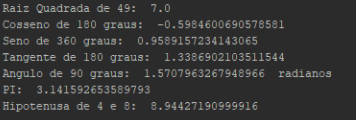 Raiz Quadrada de 49:  7.0
Cosseno de 180 graus:  -0.5984600690578581
Seno de 360 graus:  0.9589157234143065
Tangente de 180 graus:  1.3386902103511544
Angulo de 90 graus:  1.5707963267948966  radianos
PI:  3.141592653589793
Hipotenusa de 4 e 8:  8.94427190999916